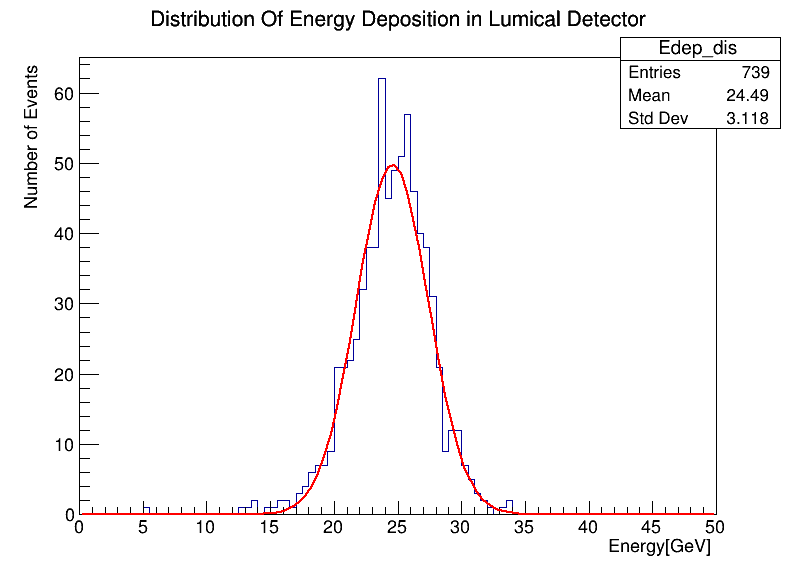 Distribution Of Energy Deposition in Lumical Detector
Edep_dis
Entries 739
Mean 24.49
Std Dev 3.118
Number of Events
60
50
40
30
20
10
0
0 5 10 15 20 25 30 35 40 45 50
Energy[GeV]